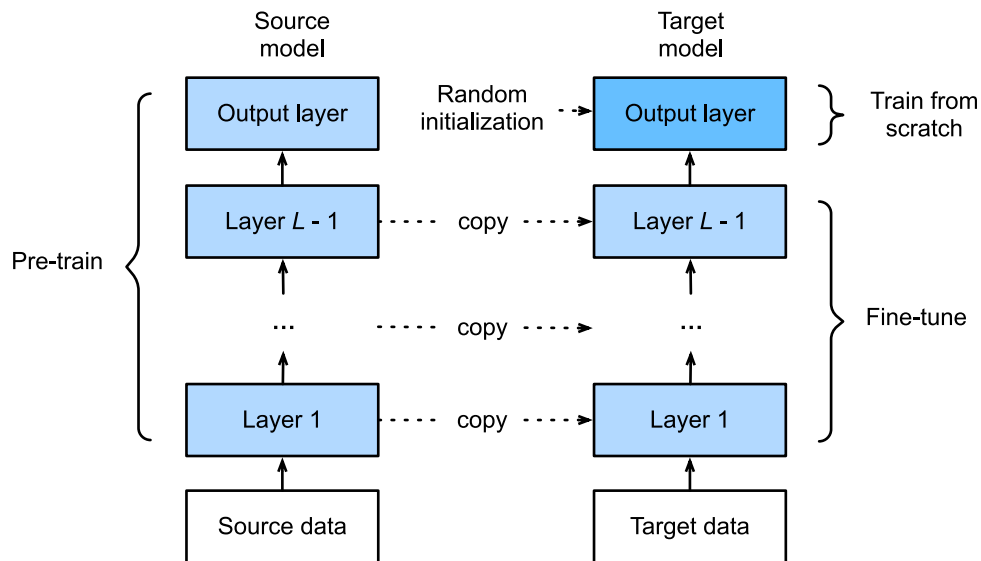 Source
model
Target
model
Output layer
Random
initialization
Output layer
Train from
scratch
Layer L - 1
copy
Layer L - 1
Pre-train
...
copy
...
Fine-tune
Layer 1
copy
Layer 1
Source data
Target data